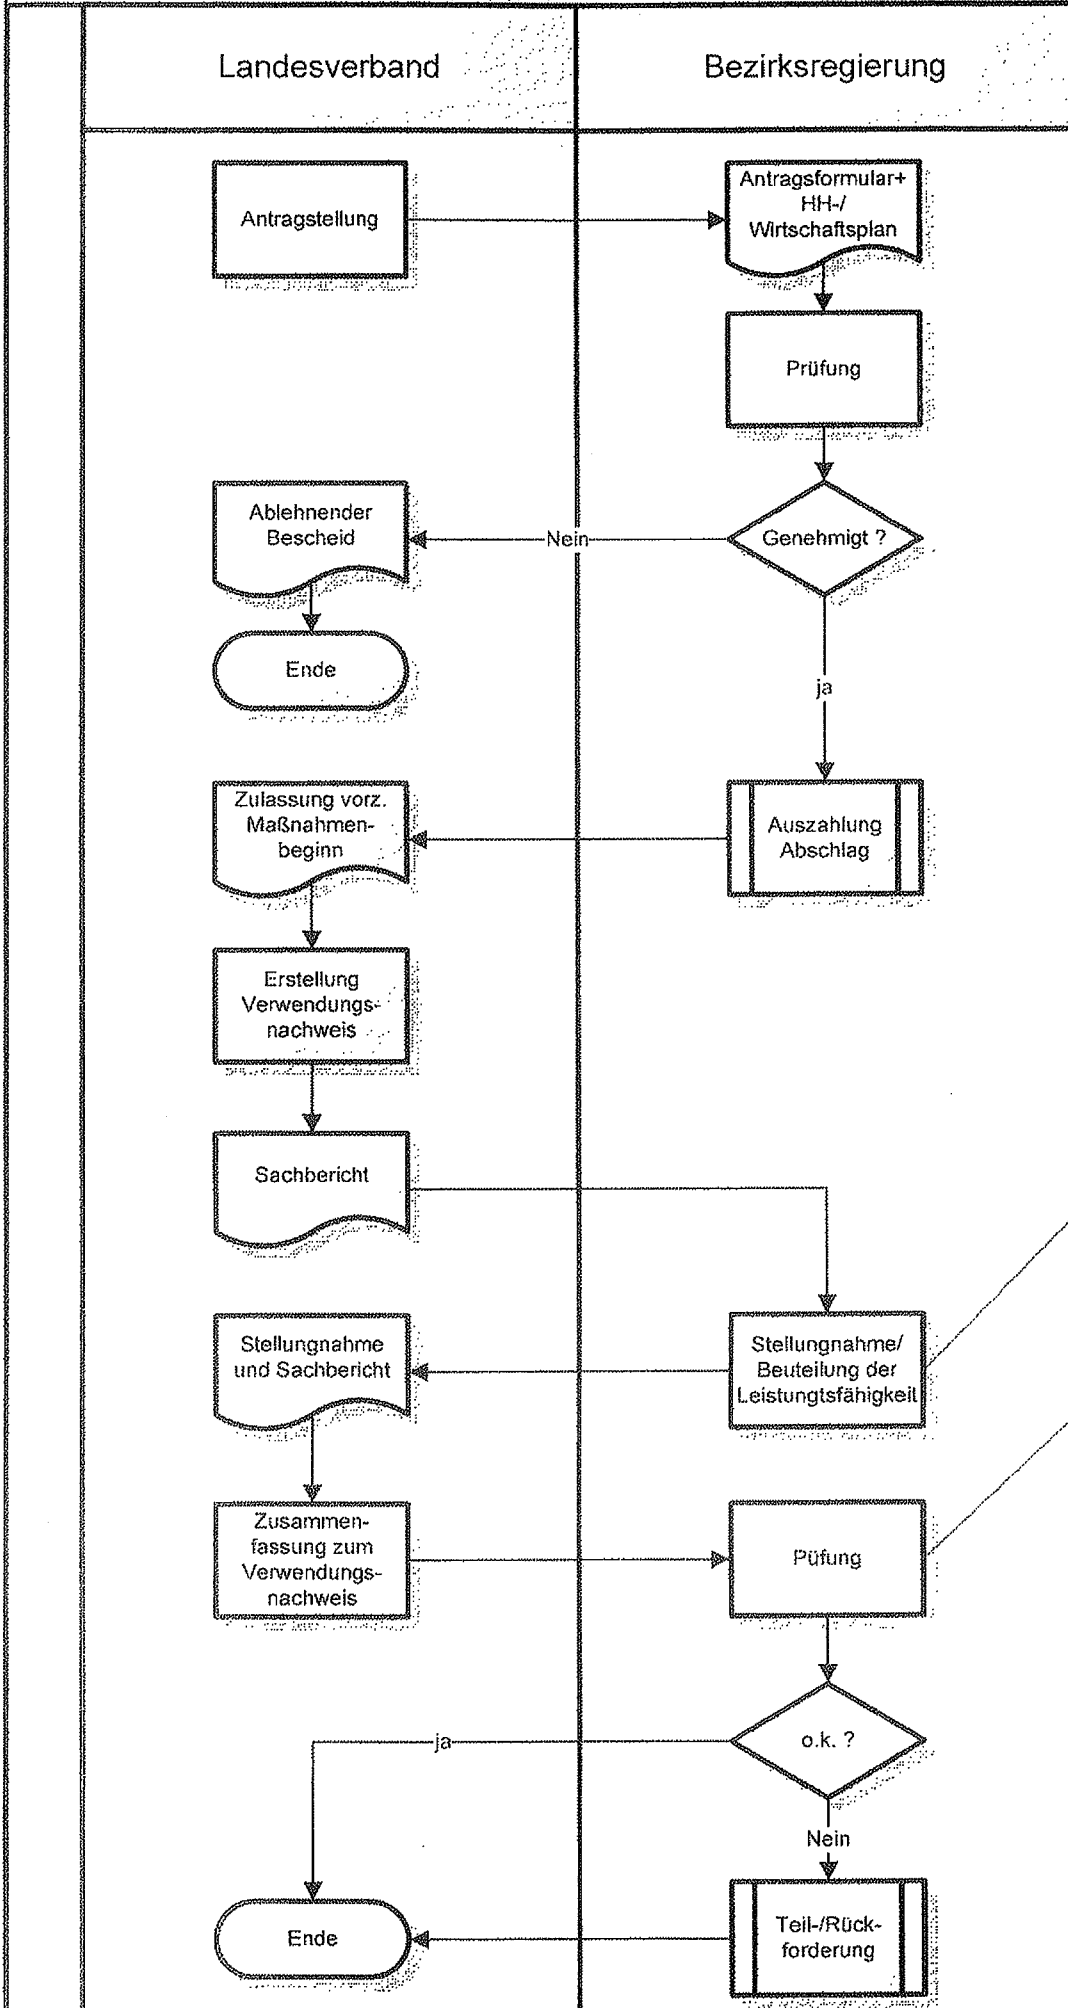 Landesverband
Bezirksregierung
Antragstellung
Antragsformular+
HH-/
Wirtschaftsplan
Prüfung
Genehmigt ?
Nein
Ablehnender
Bescheid
Ende
ja
Auszahlung
Abschlag
Zulassung vorz.
Maßnahmen-
beginn
Erstellung
Verwendungs-
nachweis
Sachbericht
Stellungnahme/
Beuteilung der
Leistungtsfähigkeit
Stellungnahme
und Sachbericht
Zusammen-
fassung zum
Verwendungs-
nachweis
Püfung
o.k. ?
ja
Nein
Teil-/Rück-
forderung
Ende